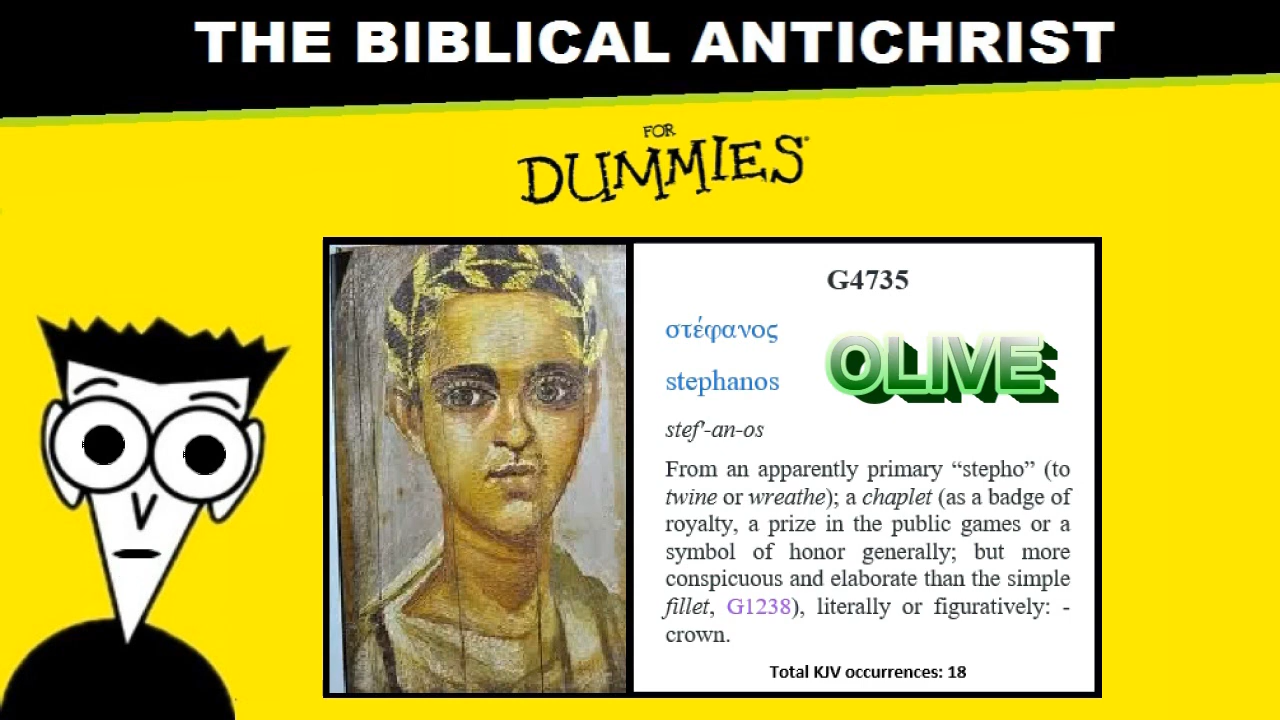 THE BIBLICAL ANTICHRIST
FOR
DUMMIES®
G4735
στέφανος
OLIVE
stephanos
stef'-an-os
From an apparently primary “stepho” (to
twine or wreathe); a chaplet (as a badge of
royalty, a prize in the public games or a
symbol of honor generally; but more
conspicuous and elaborate than the simple
fillet, G1238), literally or figuratively: -
crown.
Total KJV occurrences: 18